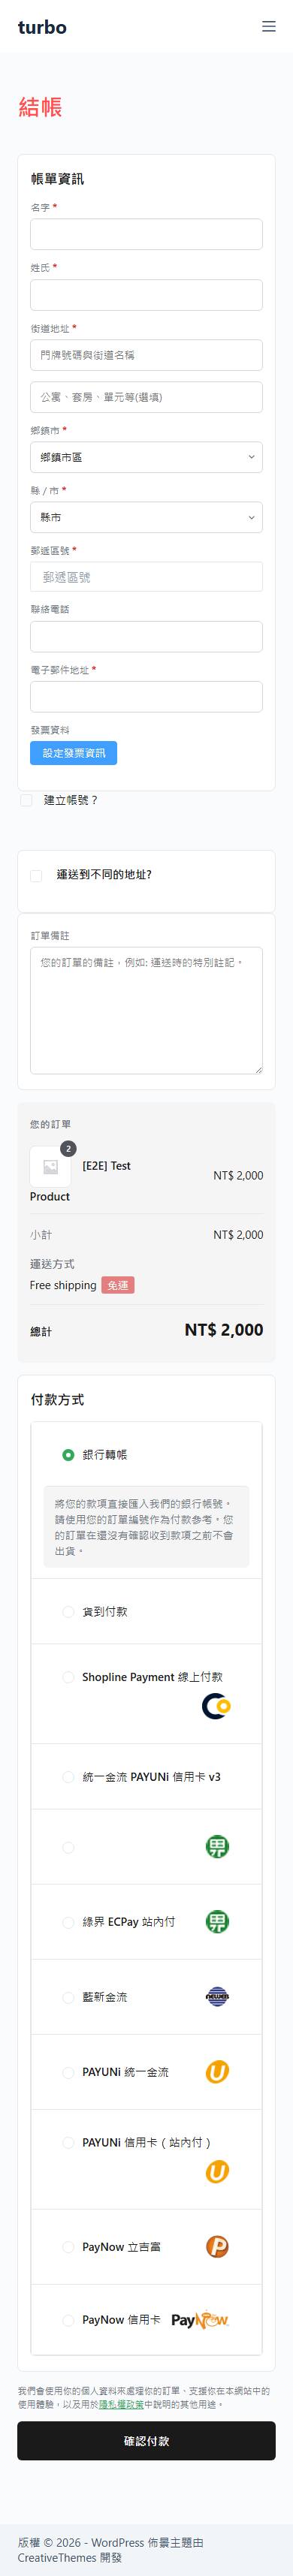 turbo
結帳
帳單資訊
名字 *
姓氏 *
街道地址 *
門牌號碼與街道名稱
公寓、套房、單元等(選填)
鄉鎮市 *
鄉鎮市區
縣 / 市 *
縣市
郵遞區號 *
郵遞區號
聯絡電話
電子郵件地址 *
發票資料
設定發票資訊
建立帳號？
運送到不同的地址?
訂單備註
您的訂單的備註，例如: 運送時的特別註記。
您的訂單
2
[E2E] Test
Product
NT$ 2,000
小計 NT$ 2,000
運送方式
Free shipping 免運
總計 NT$ 2,000
付款方式
銀行轉帳
將您的款項直接匯入我們的銀行帳號。
請使用您的訂單編號作為付款參考。您
的訂單在還沒有確認收到款項之前不會
出貨。
貨到付款
Shopline Payment 線上付款
統一金流 PAYUNi 信用卡 v3
綠界 ECPay 站內付
藍新金流
PAYUNi 統一金流
PAYUNi 信用卡（站內付）
PayNow 立吉富
PayNow 信用卡 PayNow
我們會使用你的個人資料來處理你的訂單、支援你在本網站中的
使用體驗，以及用於隱私權政策中說明的其他用途。
確認付款
版權 © 2026 - WordPress 佈景主題由
CreativeThemes 開發